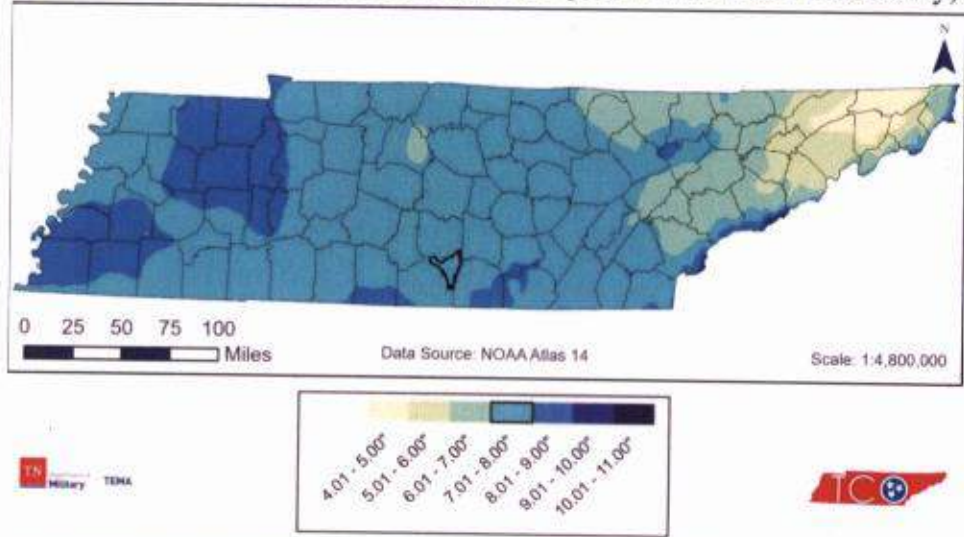 N
0 25 50 75 100
Miles
Data Source: NOAA Atlas 14
Scale: 1:4,800,000
4.01 - 5.00"
5.01 - 6.00"
6.01 - 7.00"
7.01 - 8.00"
8.01 - 9.00"
9.01 - 10.00"
10.01 - 11.00"
TN
Military TEMA
TC